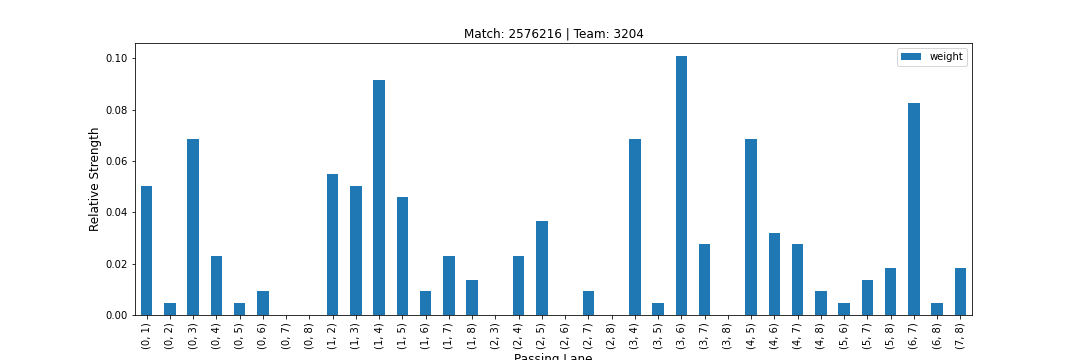 Match: 2576216 | Team: 3204
weight
Relative Strength
0.10
0.08
0.06
0.04
0.02
0.00
(0, 1) (0, 2) (0, 3) (0, 4) (0, 5) (0, 6) (0, 7) (0, 8) (1, 2) (1, 3) (1, 4) (1, 5) (1, 6) (1, 7) (1, 8) (2, 3) (2, 4) (2, 5) (2, 6) (2, 7) (2, 8) (3, 4) (3, 5) (3, 6) (3, 7) (3, 8) (4, 5) (4, 6) (4, 7) (4, 8) (5, 6) (5, 7) (5, 8) (6, 7) (6, 8) (7, 8)
Passing Lane